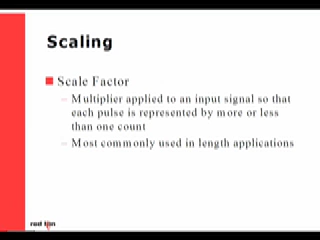 Scaling
Scale Factor
– Multiplier applied to an input signal so that
each pulse is represented by more or less
than one count
– Most commonly used in length applications
red lion